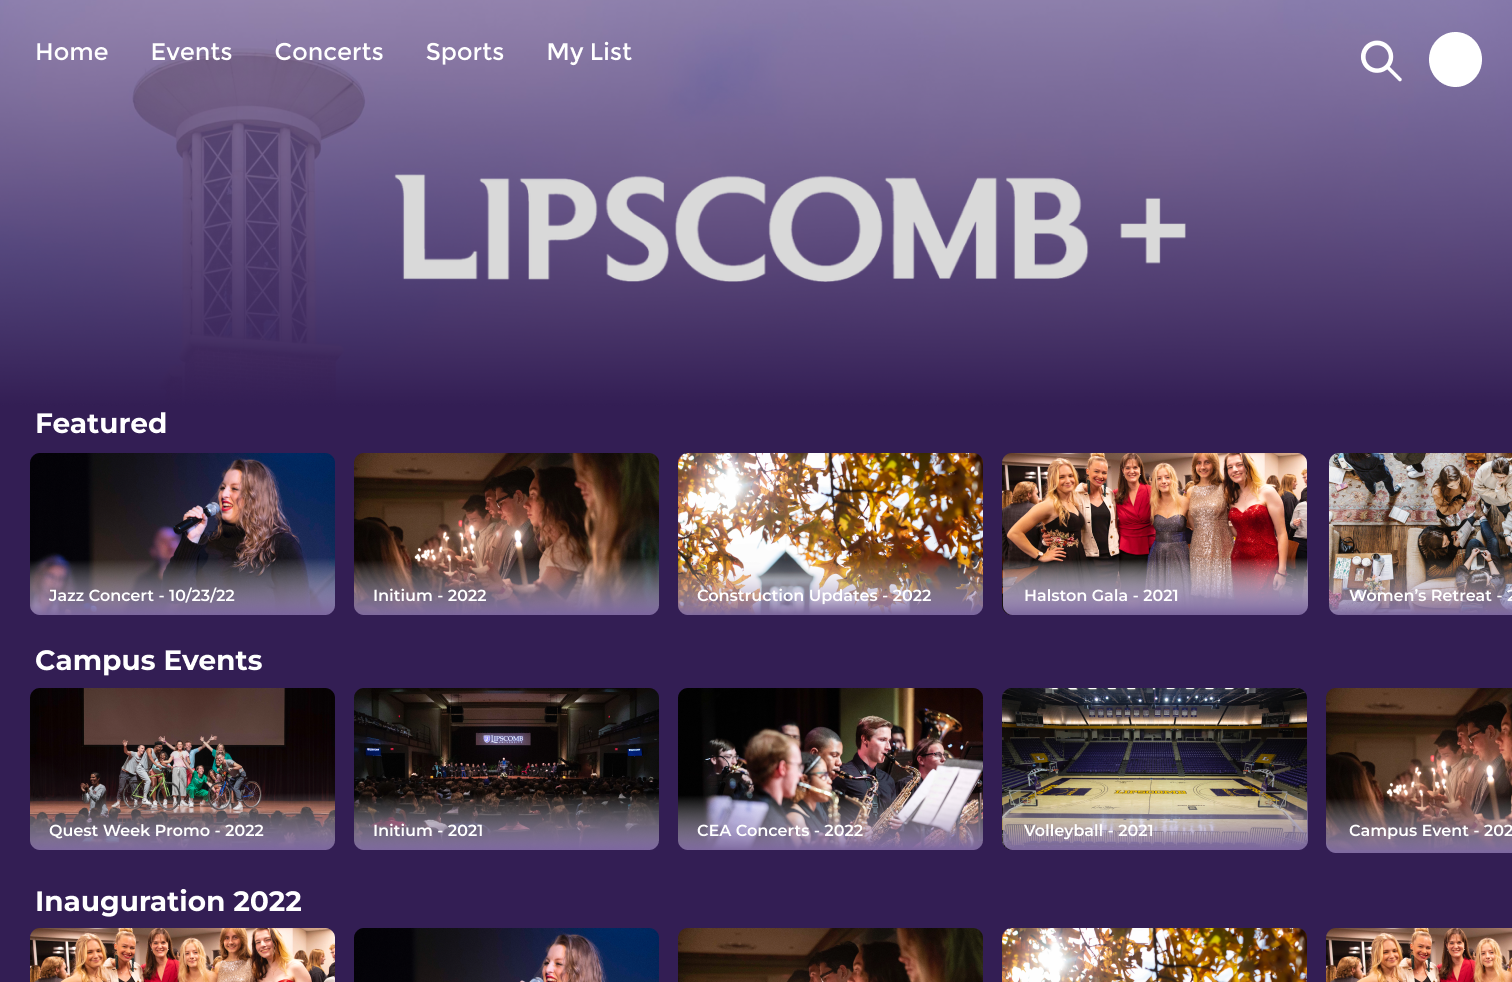 Home Events Concerts Sports My List
LIPSCOMB +
Featured
Jazz Concert - 10/23/22
Initium - 2022
Construction Updates - 2022
Halston Gala - 2021
Women's Retreat - 2
Campus Events
LIPSCOMB
Quest Week Promo - 2022
Initium - 2021
CEA Concerts - 2022
Volleyball - 2021
Campus Event - 202
Inauguration 2022